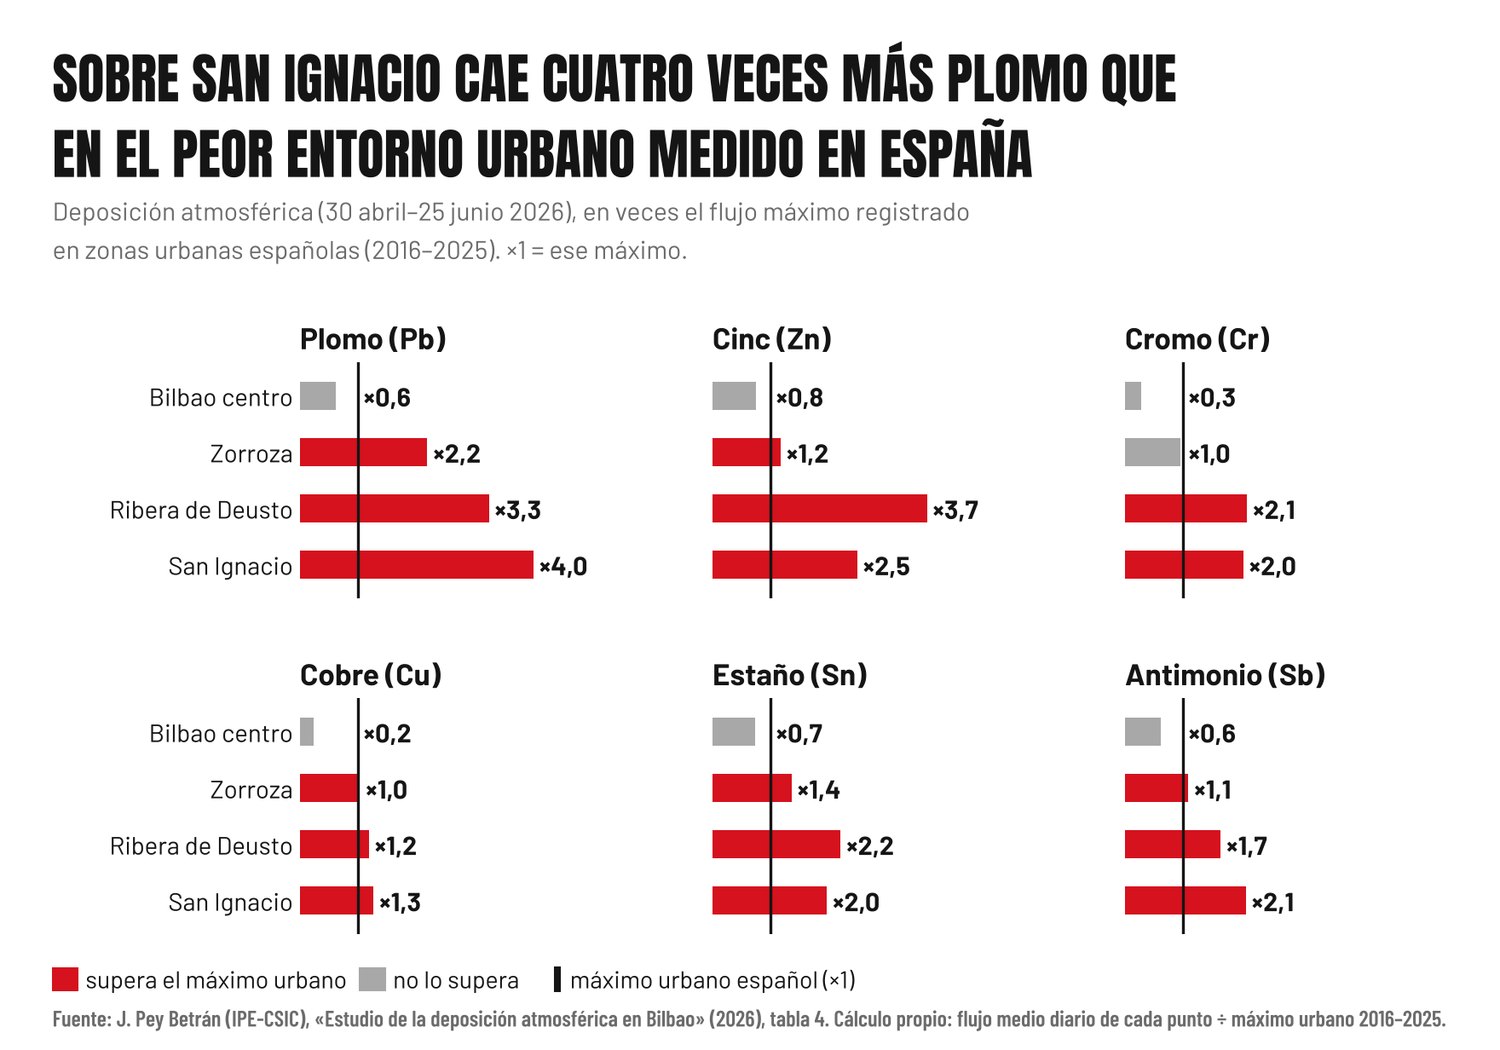 SOBRE SAN IGNACIO CAE CUATRO VECES MÁS PLOMO QUE
EN EL PEOR ENTORNO URBANO MEDIDO EN ESPAÑA
Deposición atmosférica (30 abril–25 junio 2026), en veces el flujo máximo registrado
en zonas urbanas españolas (2016–2025). ×1 = ese máximo.
Plomo (Pb)
Bilbao centro ×0,6
Zorroza ×2,2
Ribera de Deusto ×3,3
San Ignacio ×4,0
Cinc (Zn)
×0,8
×1,2
×3,7
×2,5
Cromo (Cr)
×0,3
×1,0
×2,1
×2,0
Cobre (Cu)
Bilbao centro ×0,2
Zorroza ×1,0
Ribera de Deusto ×1,2
San Ignacio ×1,3
Estaño (Sn)
×0,7
×1,4
×2,2
×2,0
Antimonio (Sb)
×0,6
×1,1
×1,7
×2,1
supera el máximo urbano no lo supera máximo urbano español (×1)
Fuente: J. Pey Betrán (IPE-CSIC), «Estudio de la deposición atmosférica en Bilbao» (2026), tabla 4. Cálculo propio: flujo medio diario de cada punto ÷ máximo urbano 2016–2025.